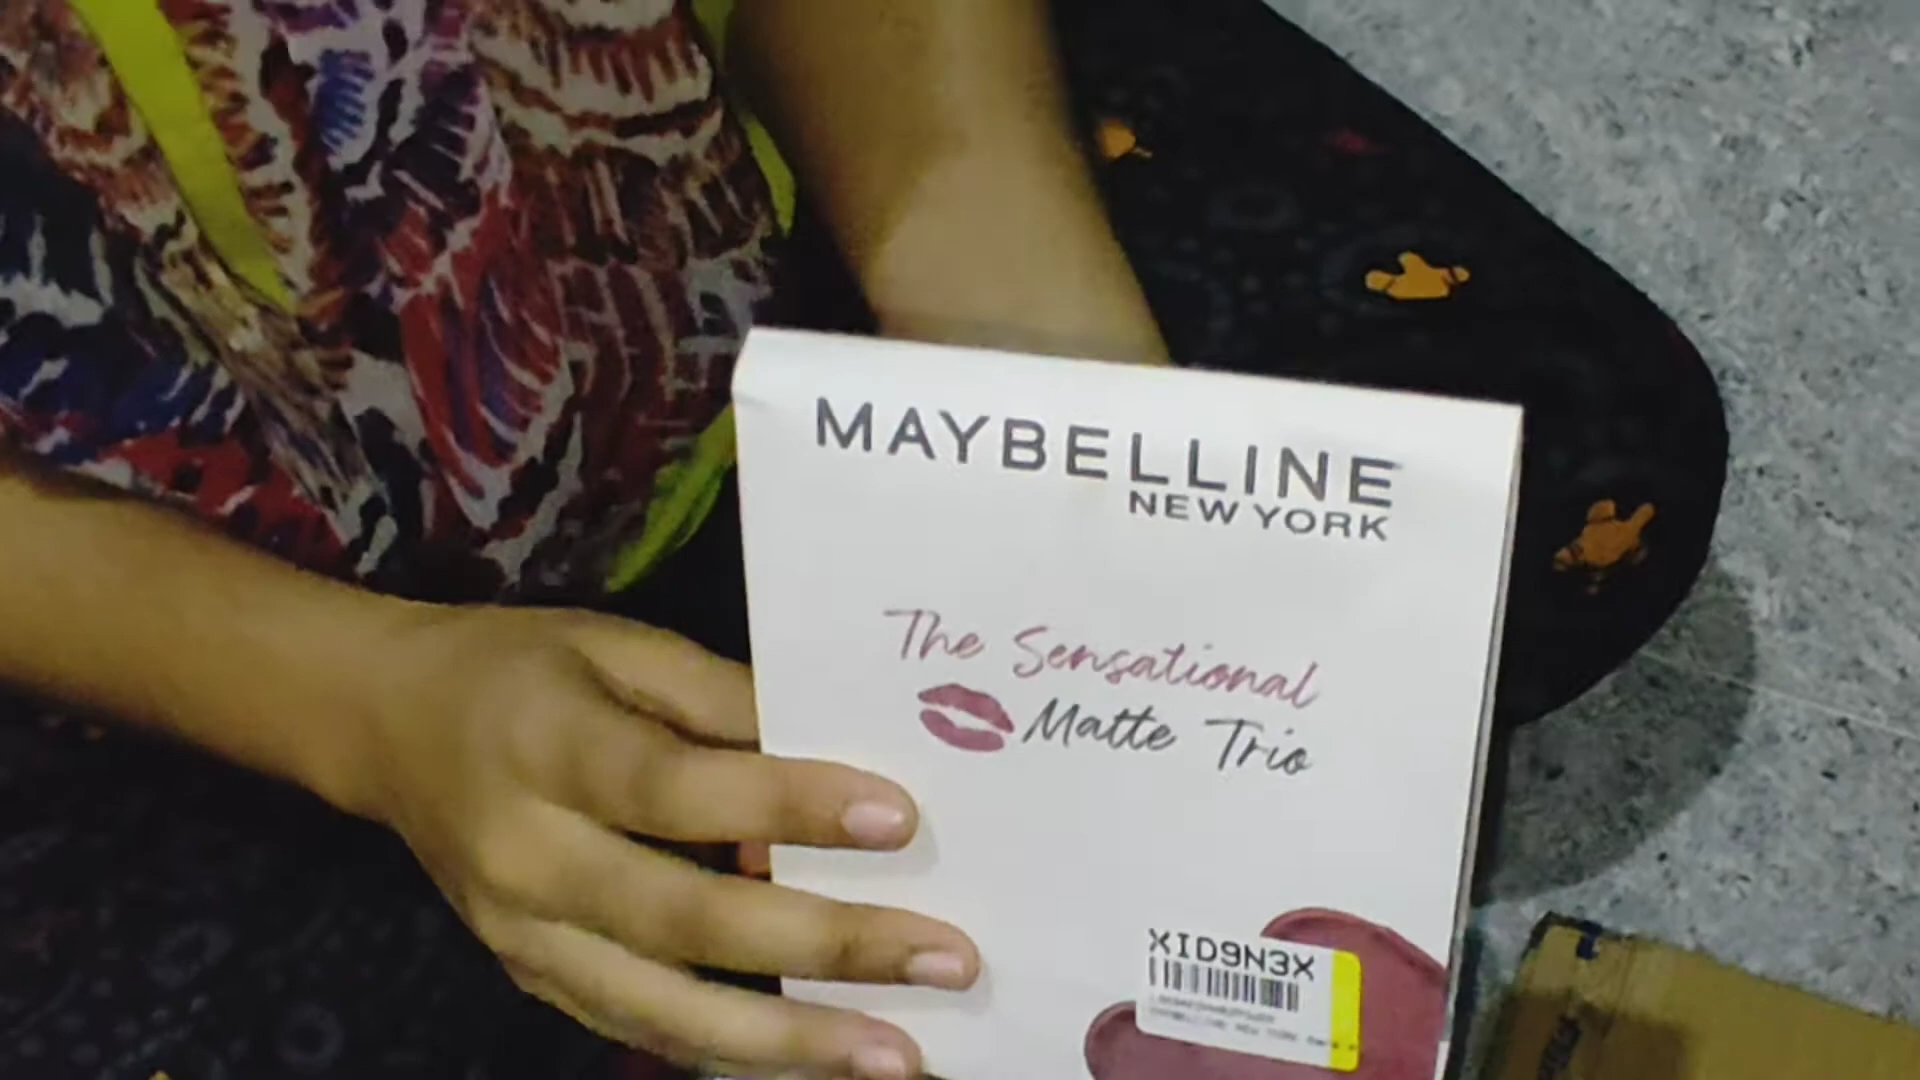 MAYBELLINE
NEW YORK
The Sensational
Matte Trio
XID9N3X